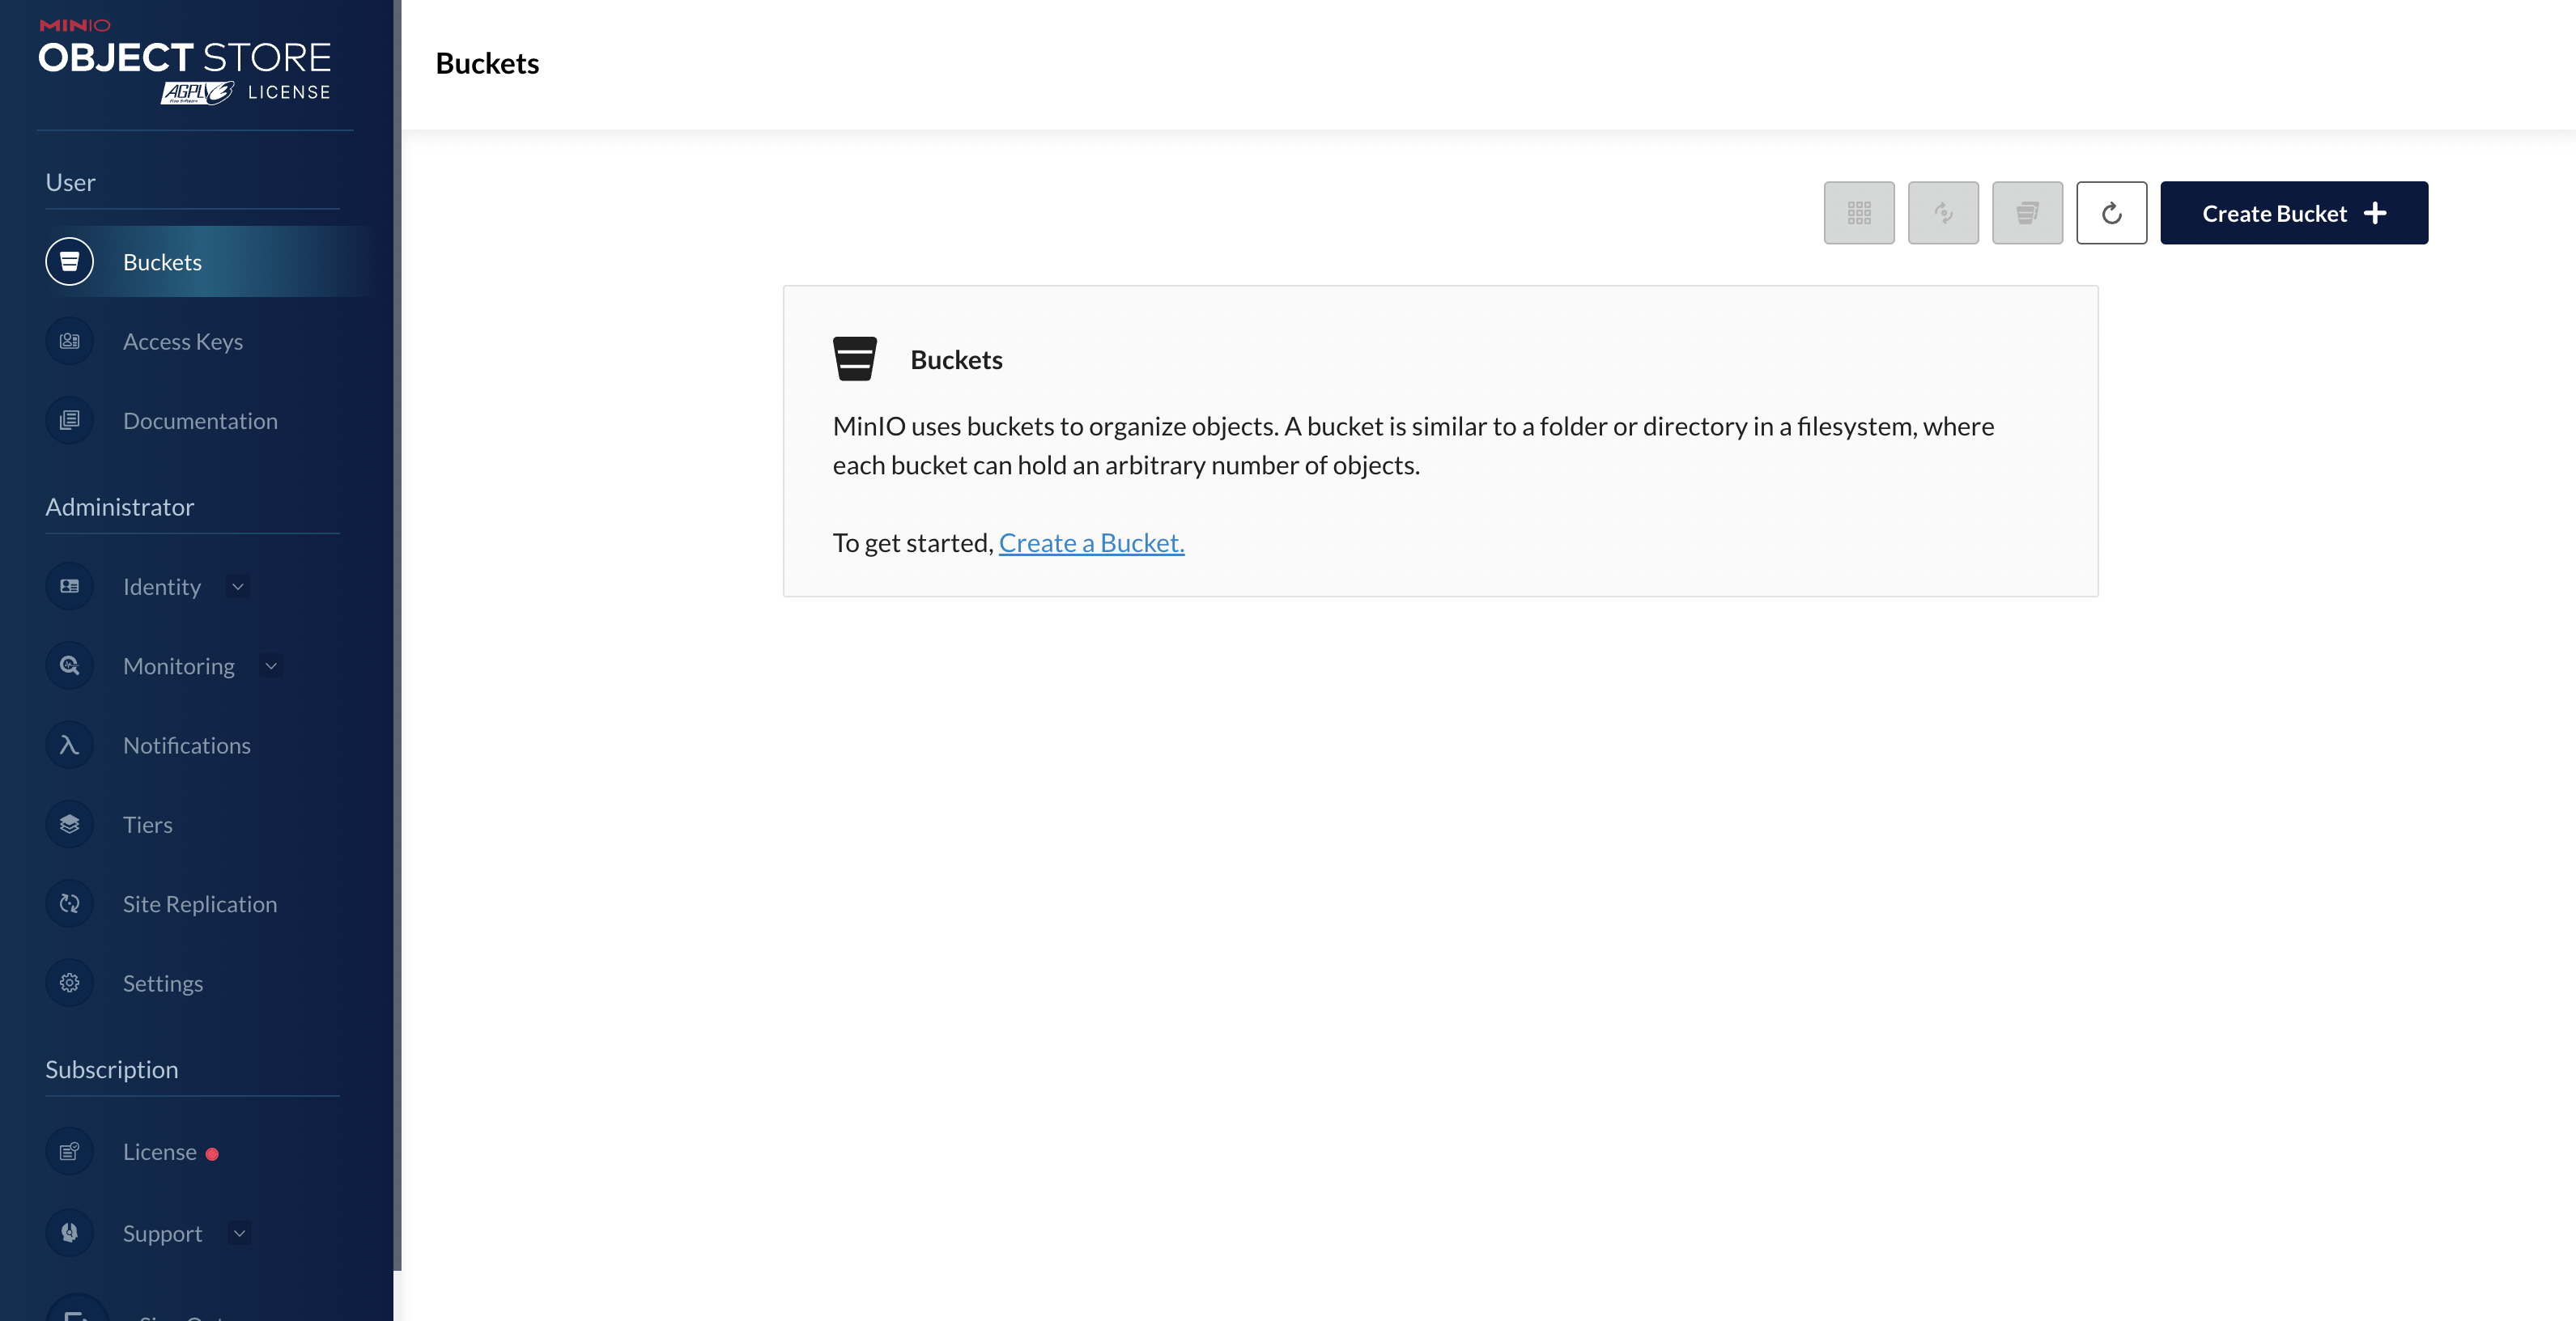 MINIO
OBJECT STORE
AGPL LICENSE
Buckets
User
Buckets
Access Keys
Documentation
Administrator
Identity
Monitoring
Notifications
Tiers
Site Replication
Settings
Subscription
License
Support
Create Bucket
Buckets
MinIO uses buckets to organize objects. A bucket is similar to a folder or directory in a filesystem, where
each bucket can hold an arbitrary number of objects.
To get started, Create a Bucket.